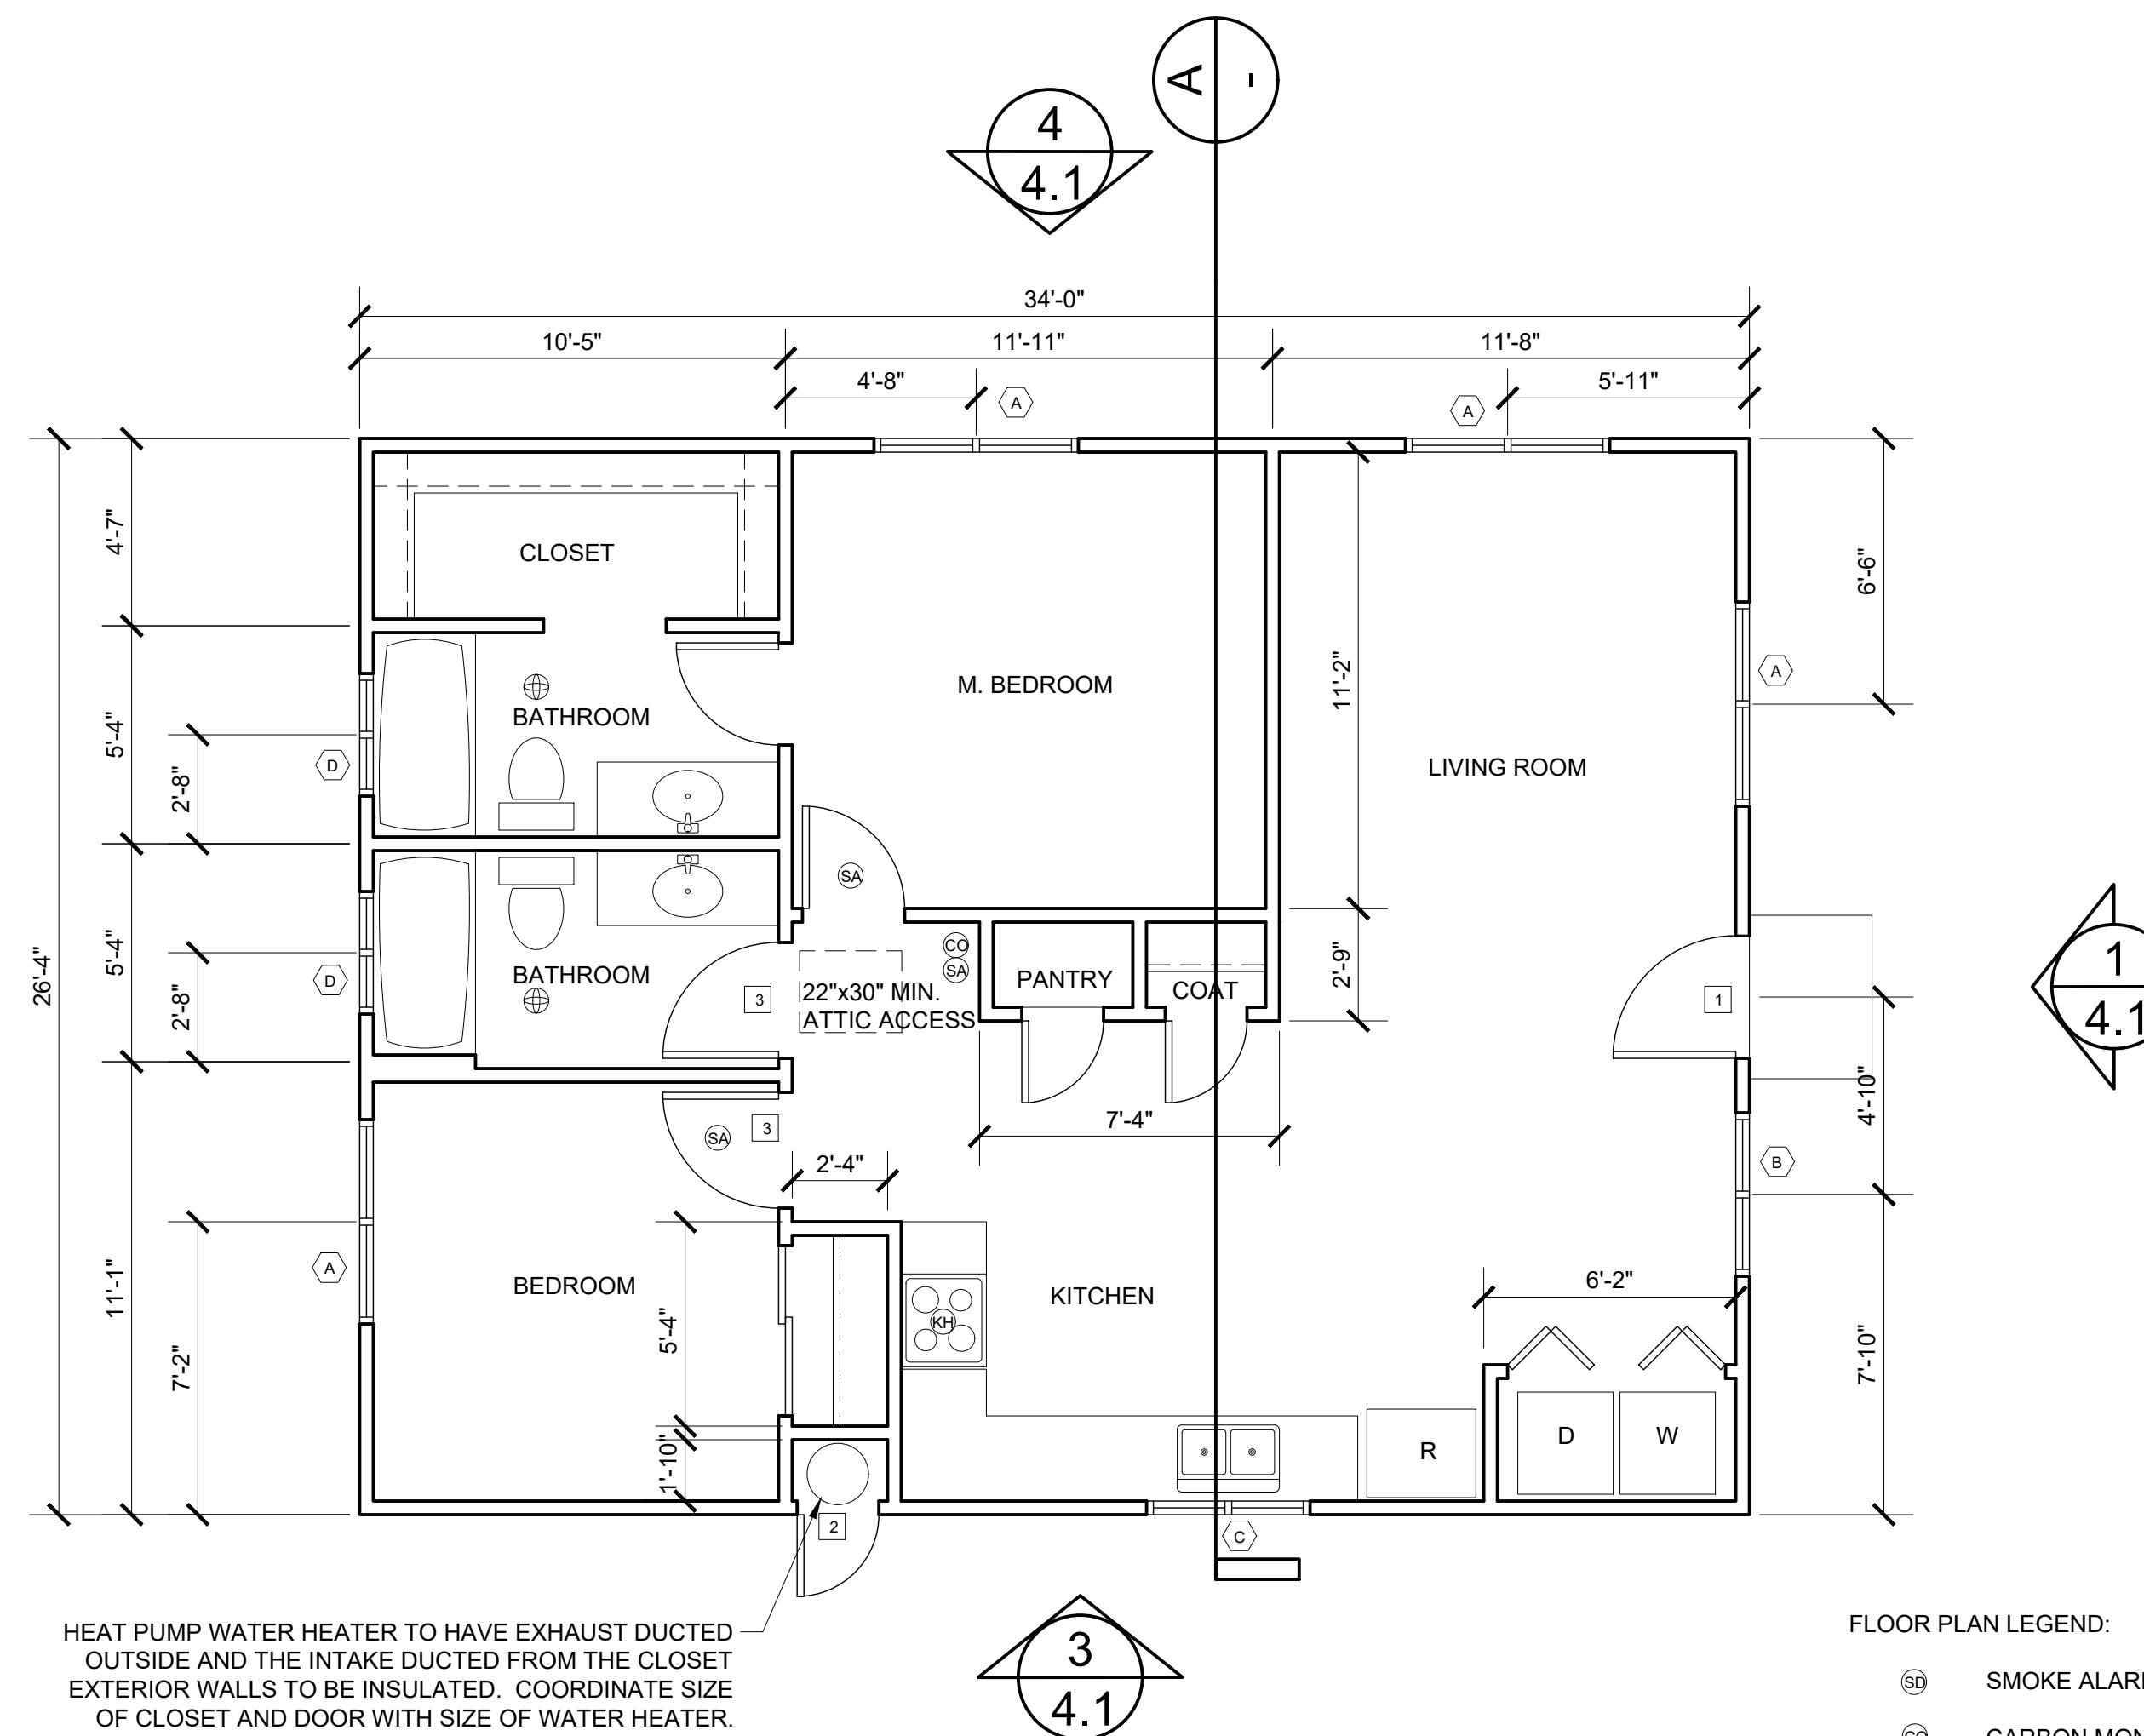 A
-
4
4.1
34'-0"
10'-5"
11'-11"
11'-8"
4'-8"
A
A
5'-11"
4'-7"
CLOSET
6'-6"
5'-4"
2'-8"
D
BATHROOM
M. BEDROOM
11'-2"
LIVING ROOM
A
SA
26'-4"
5'-4"
2'-8"
D
BATHROOM
3
22"x30" MIN.
ATTIC ACCESS
CO
SA
PANTRY
COAT
2'-9"
1
1
4.1
4'-10"
7'-4"
SA
3
2'-4"
B
11'-1"
7'-2"
A
BEDROOM
5'-4"
1'-10"
KH
KITCHEN
6'-2"
7'-10"
R
D
W
2
C
HEAT PUMP WATER HEATER TO HAVE EXHAUST DUCTED
OUTSIDE AND THE INTAKE DUCTED FROM THE CLOSET
EXTERIOR WALLS TO BE INSULATED. COORDINATE SIZE
OF CLOSET AND DOOR WITH SIZE OF WATER HEATER.
3
4.1
FLOOR PLAN LEGEND:
SD SMOKE ALAR
CO CARBON MON